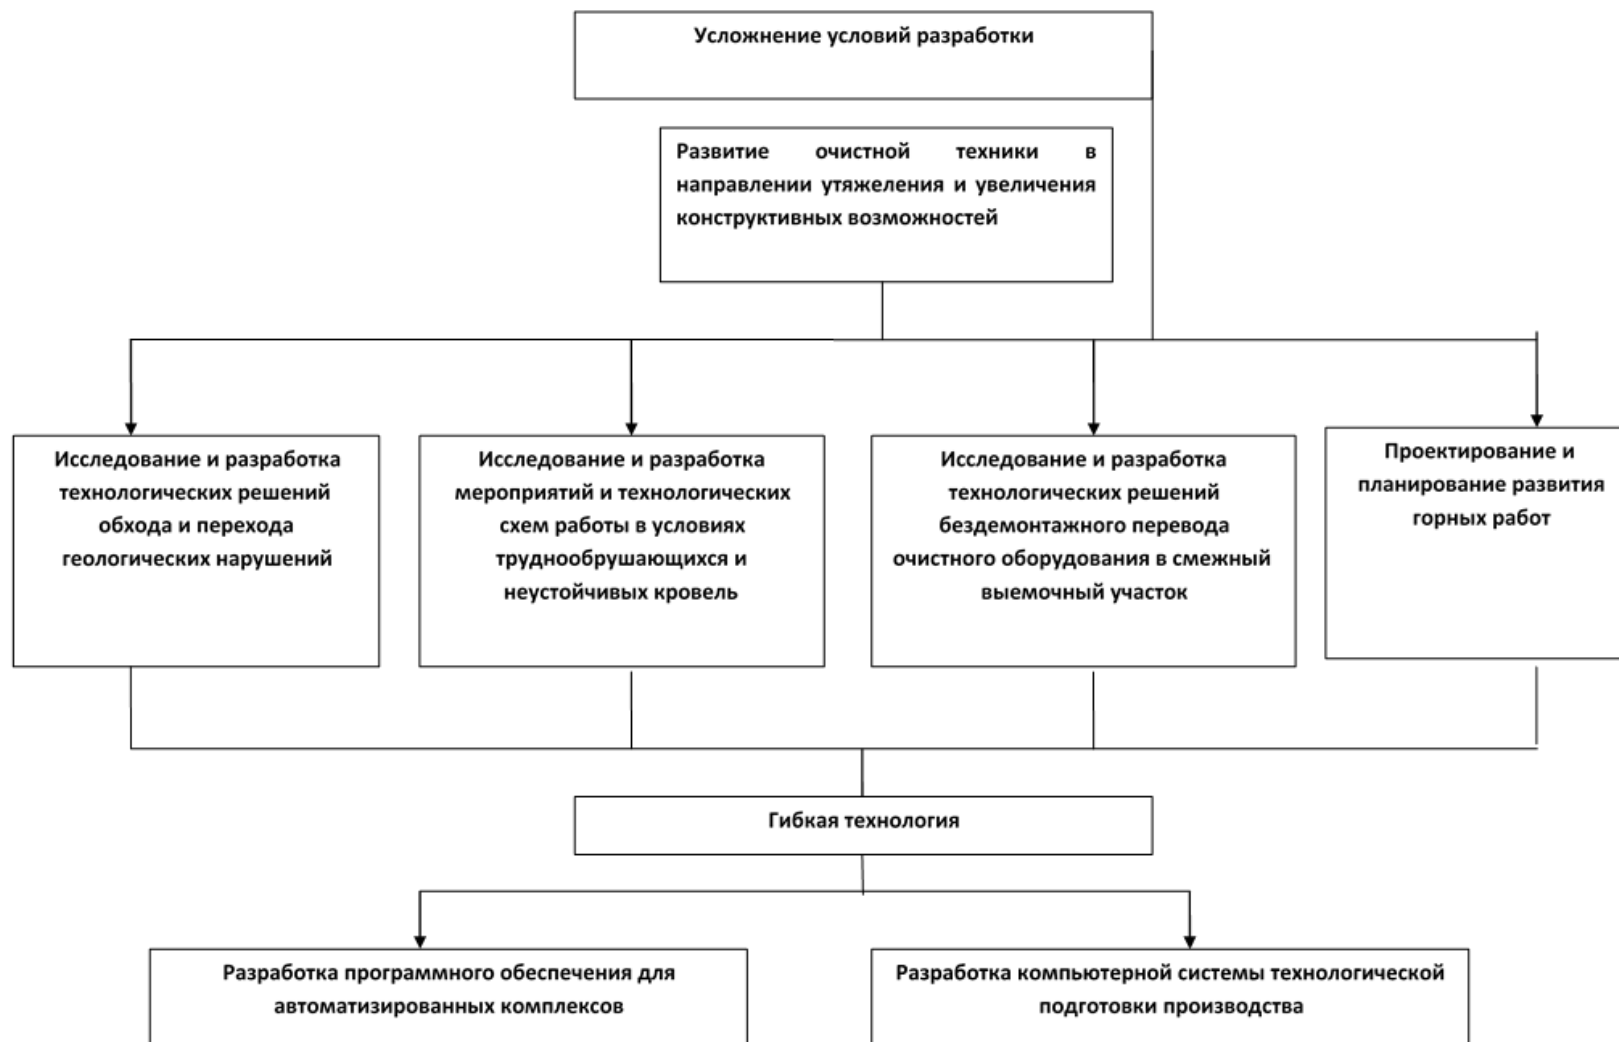 Усложнение условий разработки
Развитие очистной техники в
направлении утяжеления и увеличения
конструктивных возможностей
Исследование и разработка
технологических решений
обхода и перехода
геологических нарушений
Исследование и разработка
мероприятий и технологических
схем работы в условиях
труднообрушающихся и
неустойчивых кровель
Исследование и разработка
технологических решений
бездемонтажного перевода
очистного оборудования в смежный
выемочный участок
Проектирование и
планирование развития
горных работ
Гибкая технология
Разработка программного обеспечения для
автоматизированных комплексов
Разработка компьютерной системы технологической
подготовки производства